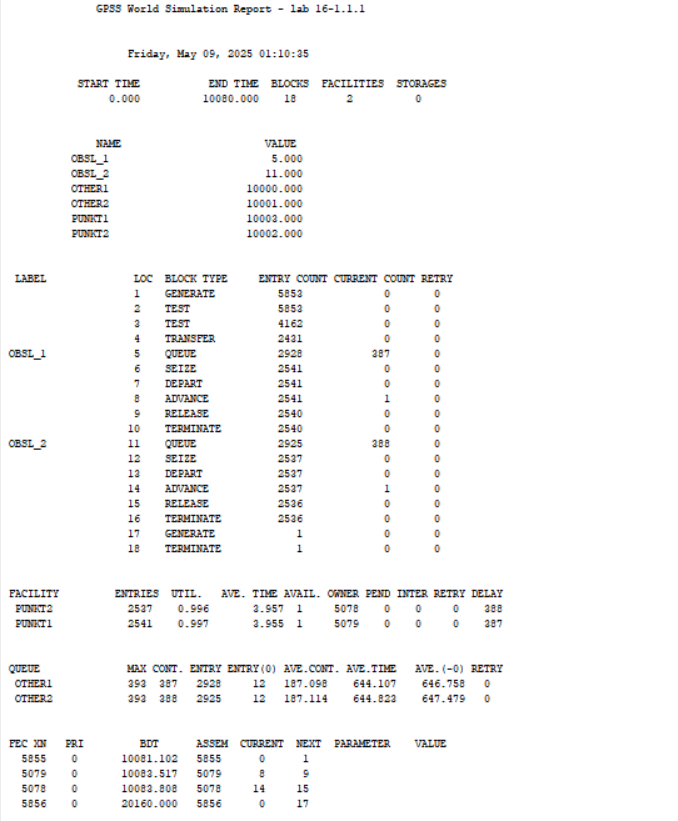 GPSS World Simulation Report - lab 16-1.1.1
Friday, May 09, 2025 01:10:35
START TIME END TIME BLOCKS FACILITIES STORAGES
0.000 10080.000 18 2 0
NAME VALUE
OBSL_1 5.000
OBSL_2 11.000
OTHER1 10000.000
OTHER2 10001.000
PUNKT1 10003.000
PUNKT2 10002.000
LABEL LOC BLOCK TYPE ENTRY COUNT CURRENT COUNT RETRY
1 GENERATE 5853 0 0
2 TEST 5853 0 0
3 TEST 4162 0 0
4 TRANSFER 2431 0 0
OBSL_1 5 QUEUE 2928 387 0
6 SEIZE 2541 0 0
7 DEPART 2541 0 0
8 ADVANCE 2541 1 0
9 RELEASE 2540 0 0
10 TERMINATE 2540 0 0
OBSL_2 11 QUEUE 2925 388 0
12 SEIZE 2537 0 0
13 DEPART 2537 0 0
14 ADVANCE 2537 1 0
15 RELEASE 2536 0 0
16 TERMINATE 2536 0 0
17 GENERATE 1 0 0
18 TERMINATE 1 0 0
FACILITY ENTRIES UTIL. AVE. TIME AVAIL. OWNER PEND INTER RETRY DELAY
PUNKT2 2537 0.996 3.957 1 5078 0 0 0 388
PUNKT1 2541 0.997 3.955 1 5079 0 0 0 387
QUEUE MAX CONT. ENTRY ENTRY(0) AVE.CONT. AVE.TIME AVE.(-0) RETRY
OTHER1 393 387 2928 12 187.098 644.107 646.758 0
OTHER2 393 388 2925 12 187.114 644.823 647.479 0
FEC XN PRI BDT ASSEM CURRENT NEXT PARAMETER VALUE
5855 0 10081.102 5855 0 1
5079 0 10083.517 5079 8 9
5078 0 10083.808 5078 14 15
5856 0 20160.000 5856 0 17